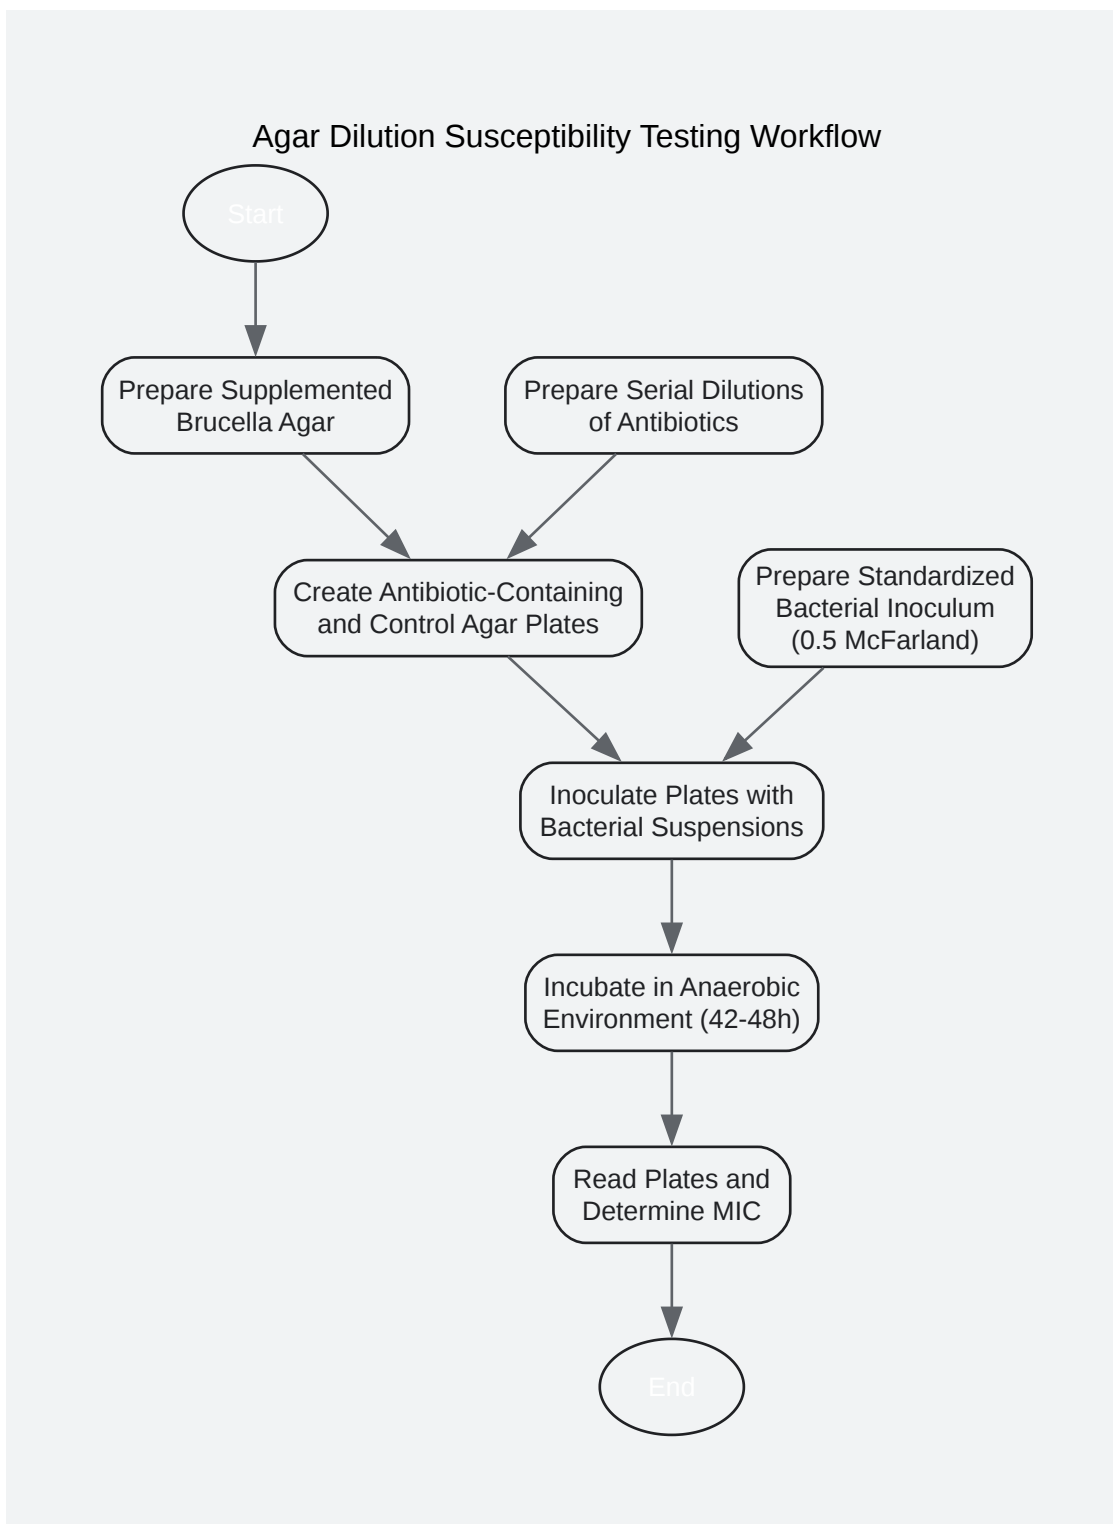 Agar Dilution Susceptibility Testing Workflow
Start
Prepare Supplemented
Brucella Agar
Prepare Serial Dilutions
of Antibiotics
Create Antibiotic-Containing
and Control Agar Plates
Prepare Standardized
Bacterial Inoculum
(0.5 McFarland)
Inoculate Plates with
Bacterial Suspensions
Incubate in Anaerobic
Environment (42-48h)
Read Plates and
Determine MIC
End